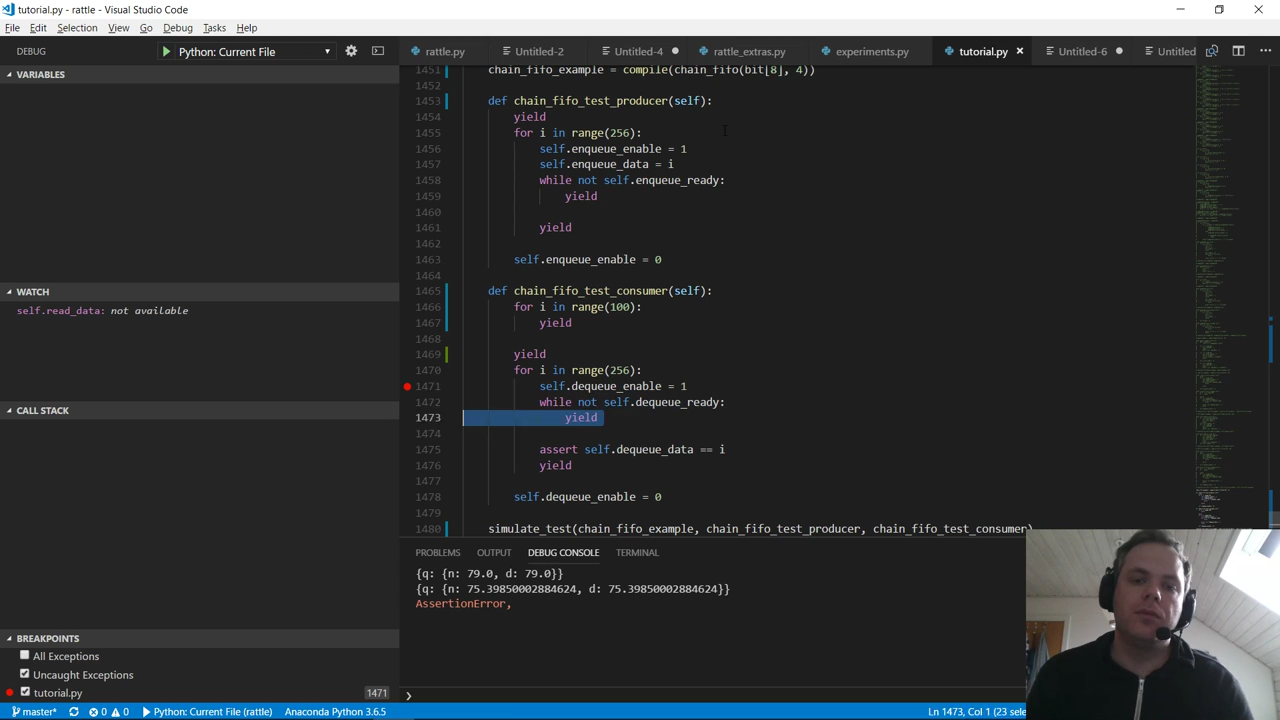 tutorial.py - rattle - Visual Studio Code
File Edit Selection View Go Debug Tasks Help
DEBUG Python: Current File
rattle.py Untitled-2 Untitled-4 rattle_extras.py experiments.py tutorial.py Untitled-6 Untitled
VARIABLES
WATCH
self.read_data: not available
CALL STACK
BREAKPOINTS
All Exceptions
Uncaught Exceptions
tutorial.py 1471
1451 chain_fifo_example = compile(chain_fifo(bit[8], 4))
1452
1453 def chain_fifo_test_producer(self):
1454 yield
1455 for i in range(256):
1456 self.enqueue_enable = 1
1457 self.enqueue_data = i
1458 while not self.enqueue_ready:
1459 yield
1460
1461 yield
1462
1463 self.enqueue_enable = 0
1464
1465 def chain_fifo_test_consumer(self):
1466 for i in range(100):
1467 yield
1468
1469 yield
1470 for i in range(256):
1471 self.dequeue_enable = 1
1472 while not self.dequeue_ready:
1473 yield
1474
1475 assert self.dequeue_data == i
1476 yield
1477
1478 self.dequeue_enable = 0
1479
1480 simulate_test(chain_fifo_example, chain_fifo_test_producer, chain_fifo_test_consumer)
PROBLEMS OUTPUT DEBUG CONSOLE TERMINAL
{q: {n: 79.0, d: 79.0}}
{q: {n: 75.39850002884624, d: 75.39850002884624}}
AssertionError,
master* 0 0 Python: Current File (rattle) Anaconda Python 3.6.5 Ln 1473, Col 1 (23 sele